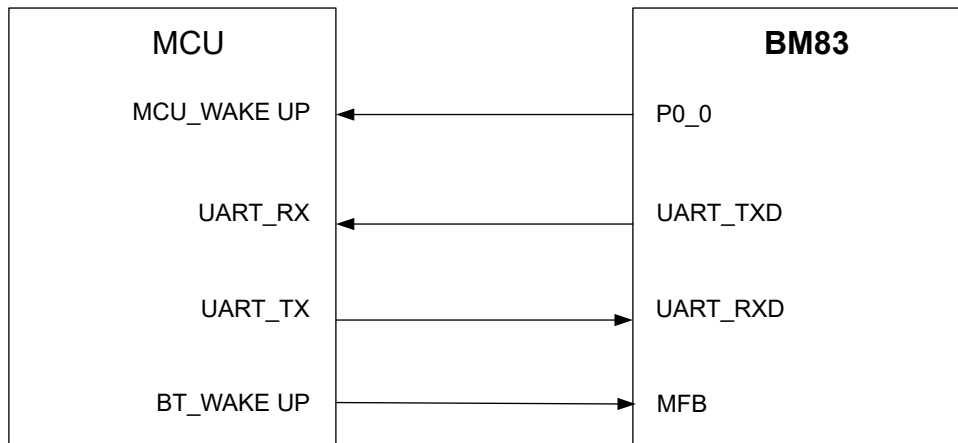 MCU
BM83
MCU_WAKE UP
P0_0
UART_RX
UART_TXD
UART_TX
UART_RXD
BT_WAKE UP
MFB